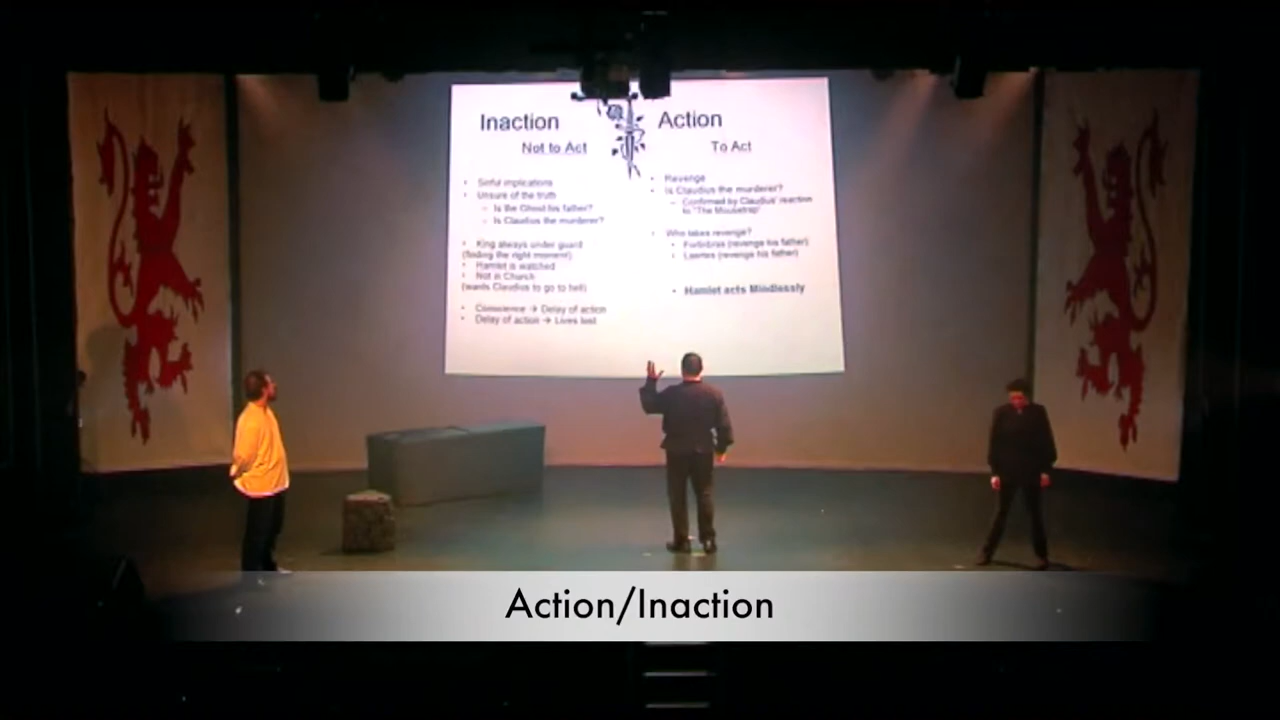 Inaction
Not to Act
• Sinful implications
• Unsure of the truth
– Is the Ghost his father?
– Is Claudius the murderer?
• King always under guard
(finding the right moment)
• Hamlet is watched
• Not in Church
(wants Claudius to go to hell)
• Conscience → Delay of action
• Delay of action → Lives lost
Action
To Act
• Revenge
• Is Claudius the murderer?
– Confirmed by Claudius' reaction
to "The Mousetrap"
• Who takes revenge?
• Fortinbras (revenge his father)
• Laertes (revenge his father)
• Hamlet acts Mindlessly
Action/Inaction